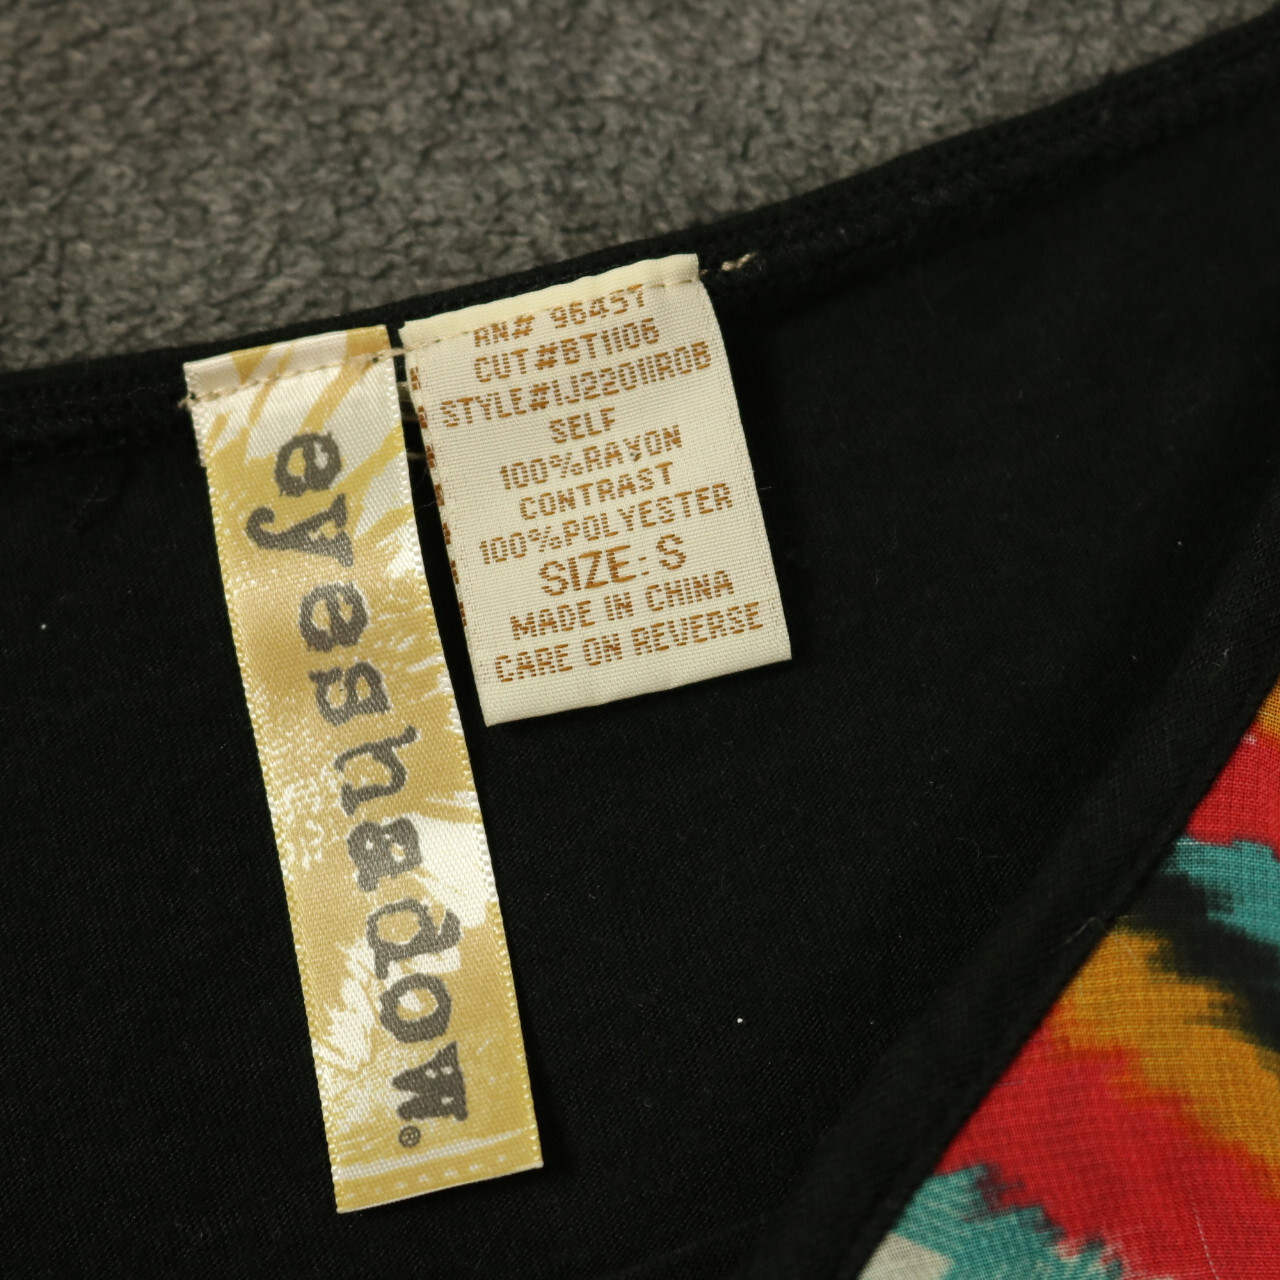 eyeshadow®
RN# 96457
CUT#BT1106
STYLE#1J22011ROB
SELF
100%RAYON
CONTRAST
100%POLYESTER
SIZE:S
MADE IN CHINA
CARE ON REVERSE